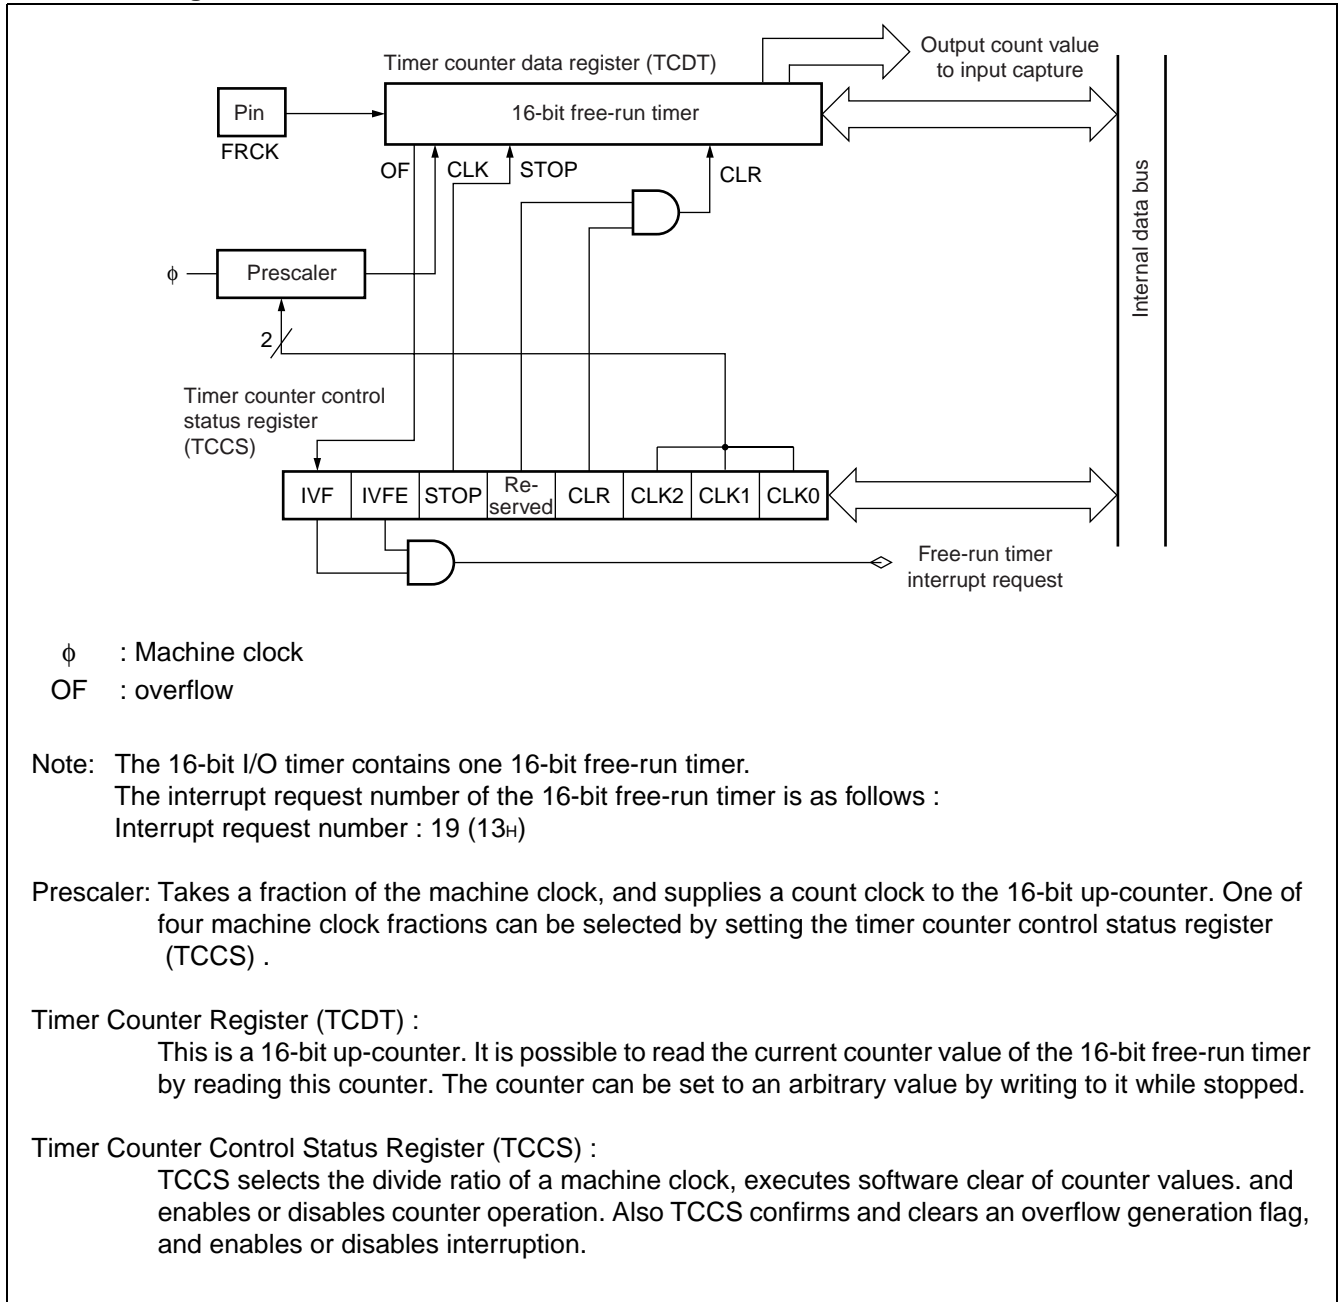 Timer counter data register (TCDT)
Output count value
to input capture
Pin
16-bit free-run timer
FRCK
OF
CLK
STOP
CLR
Internal data bus
ϕ
Prescaler
2
Timer counter control
status register
(TCCS)
IVF
IVFE
STOP
Re-
served
CLR
CLK2
CLK1
CLK0
Free-run timer
interrupt request
ϕ : Machine clock
OF : overflow
Note: The 16-bit I/O timer contains one 16-bit free-run timer.
The interrupt request number of the 16-bit free-run timer is as follows :
Interrupt request number : 19 (13H)
Prescaler: Takes a fraction of the machine clock, and supplies a count clock to the 16-bit up-counter. One of
four machine clock fractions can be selected by setting the timer counter control status register
(TCCS) .
Timer Counter Register (TCDT) :
This is a 16-bit up-counter. It is possible to read the current counter value of the 16-bit free-run timer
by reading this counter. The counter can be set to an arbitrary value by writing to it while stopped.
Timer Counter Control Status Register (TCCS) :
TCCS selects the divide ratio of a machine clock, executes software clear of counter values. and
enables or disables counter operation. Also TCCS confirms and clears an overflow generation flag,
and enables or disables interruption.